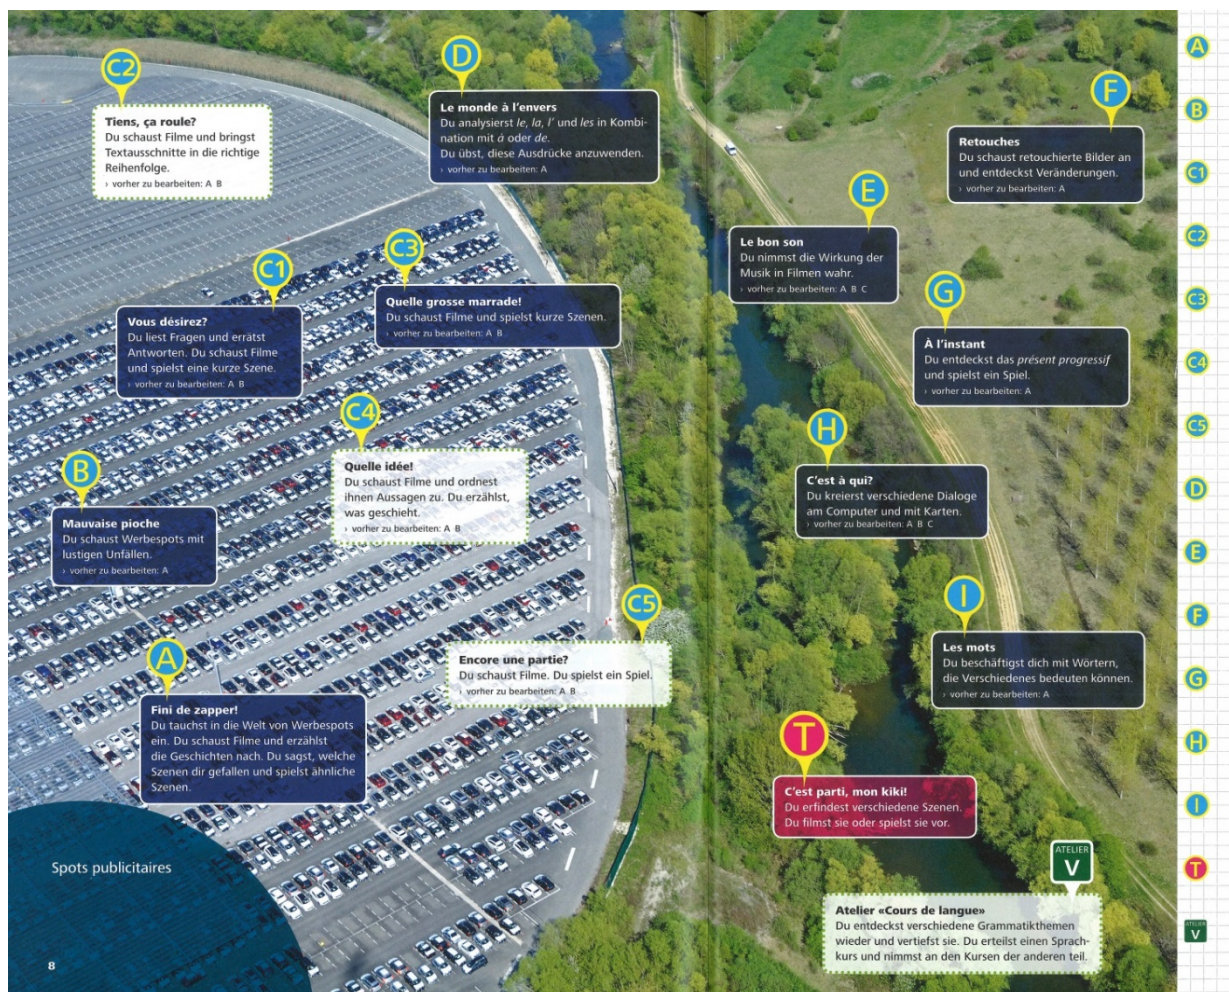 C2
Tiens, ça roule?
Du schaust Filme und bringst
Textausschnitte in die richtige
Reihenfolge.
› vorher zu bearbeiten: A B
D
Le monde à l'envers
Du analysierst le, la, l' und les in Kombi-
nation mit à oder de.
Du übst, diese Ausdrücke anzuwenden.
› vorher zu bearbeiten: A
F
Retouches
Du schaust retouchierte Bilder an
und entdeckst Veränderungen.
› vorher zu bearbeiten: A
E
Le bon son
Du nimmst die Wirkung der
Musik in Filmen wahr.
› vorher zu bearbeiten: A B C
C1
Vous désirez?
Du liest Fragen und errätst
Antworten. Du schaust Filme
und spielst eine kurze Szene.
› vorher zu bearbeiten: A B
C3
Quelle grosse marrade!
Du schaust Filme und spielst kurze Szenen.
› vorher zu bearbeiten: A B
G
À l'instant
Du entdeckst das présent progressif
und spielst ein Spiel.
› vorher zu bearbeiten: A
C4
Quelle idée!
Du schaust Filme und ordnest
ihnen Aussagen zu. Du erzählst,
was geschieht.
› vorher zu bearbeiten: A B
H
C'est à qui?
Du kreierst verschiedene Dialoge
am Computer und mit Karten.
› vorher zu bearbeiten: A B C
B
Mauvaise pioche
Du schaust Werbespots mit
lustigen Unfällen.
› vorher zu bearbeiten: A
C5
Encore une partie?
Du schaust Filme. Du spielst ein Spiel.
› vorher zu bearbeiten: A B
I
Les mots
Du beschäftigst dich mit Wörtern,
die Verschiedenes bedeuten können.
› vorher zu bearbeiten: A
A
Fini de zapper!
Du tauchst in die Welt von Werbespots
ein. Du schaust Filme und erzählst
die Geschichten nach. Du sagst, welche
Szenen dir gefallen und spielst ähnliche
Szenen.
T
C'est parti, mon kiki!
Du erfindest verschiedene Szenen.
Du filmst sie oder spielst sie vor.
ATELIER
V
Atelier «Cours de langue»
Du entdeckst verschiedene Grammatikthemen
wieder und vertiefst sie. Du erteilst einen Sprach-
kurs und nimmst an den Kursen der anderen teil.
Spots publicitaires
8
A
B
C1
C2
C3
C4
C5
D
E
F
G
H
I
T
ATELIER
V